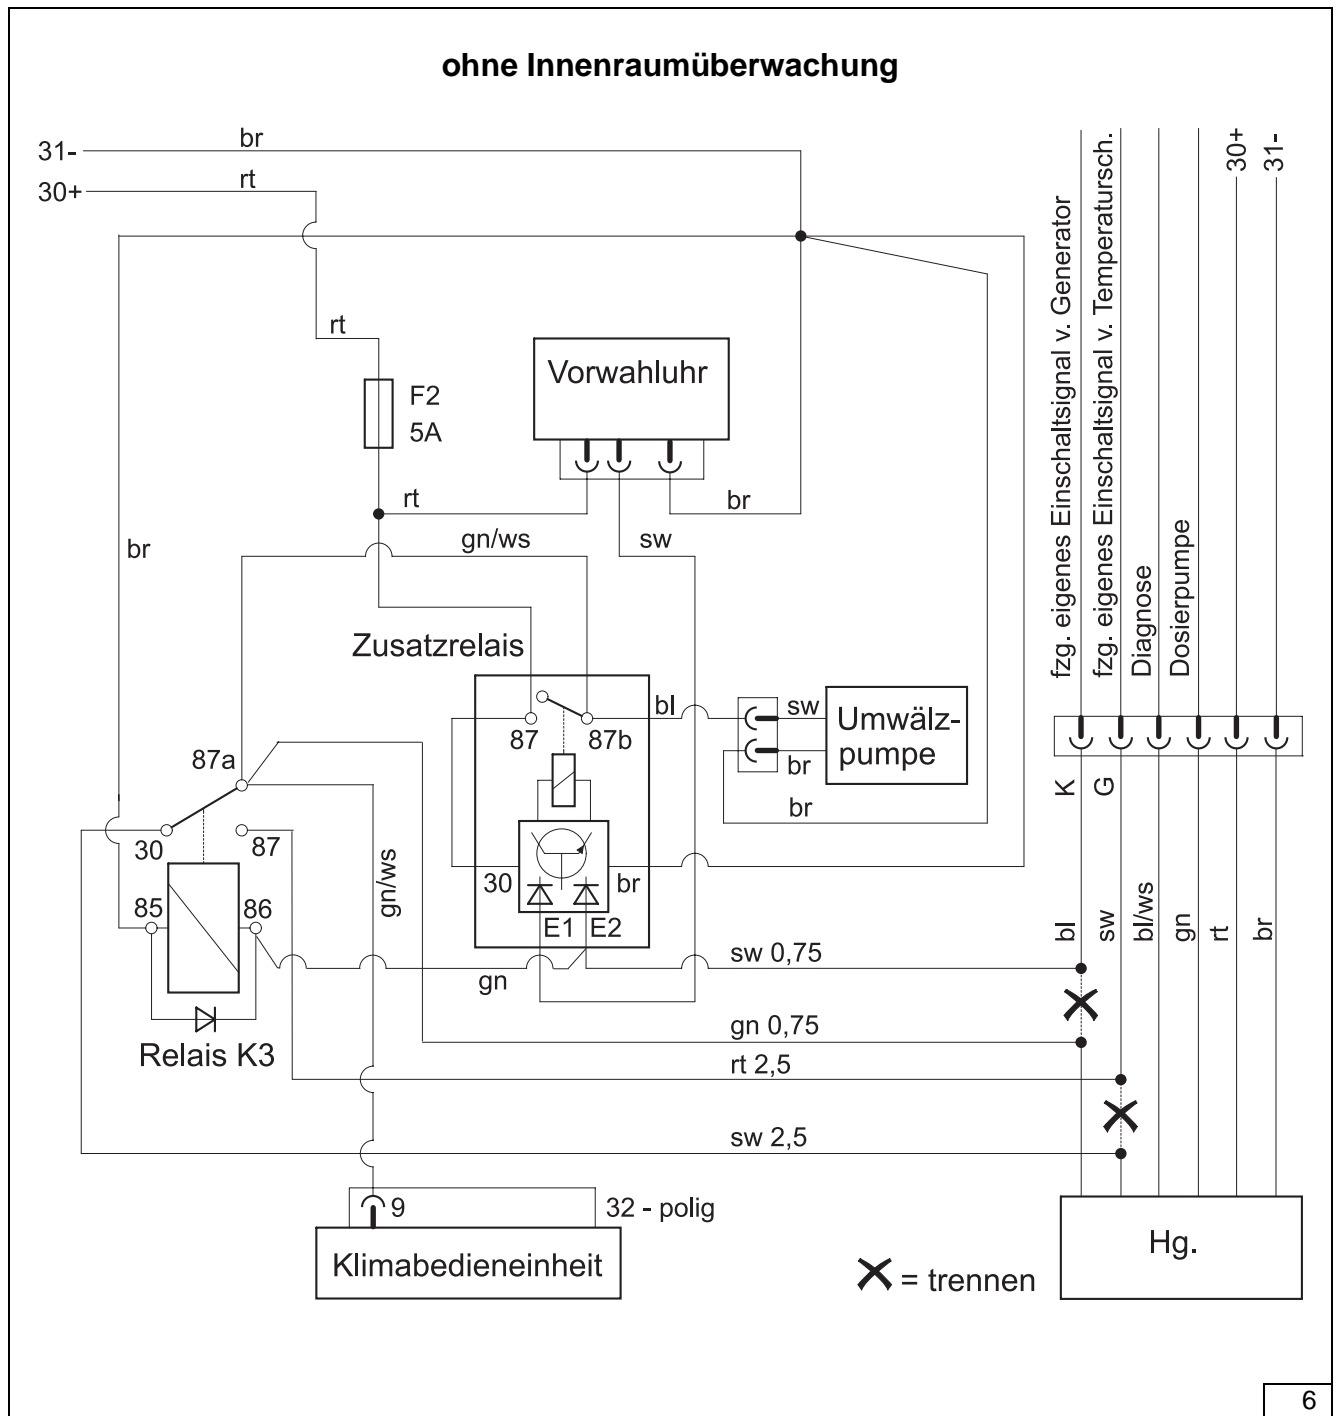 ohne Innenraumüberwachung
31-
br
30+
rt
rt
F2
5A
Vorwahluhr
rt
br
br
gn/ws
sw
Zusatzrelais
87
87b
bl
sw
br
br
Umwälz-
pumpe
30
br
E1
E2
87a
30
87
85
86
gn/ws
gn
Relais K3
sw 0,75
gn 0,75
rt 2,5
sw 2,5
9
32 - polig
Klimabedieneinheit
fzg. eigenes Einschaltsignal v. Generator
fzg. eigenes Einschaltsignal v. Temperatursch.
Diagnose
Dosierpumpe
30+
31-
K
G
bl
sw
bl/ws
gn
rt
br
Hg.
= trennen
6